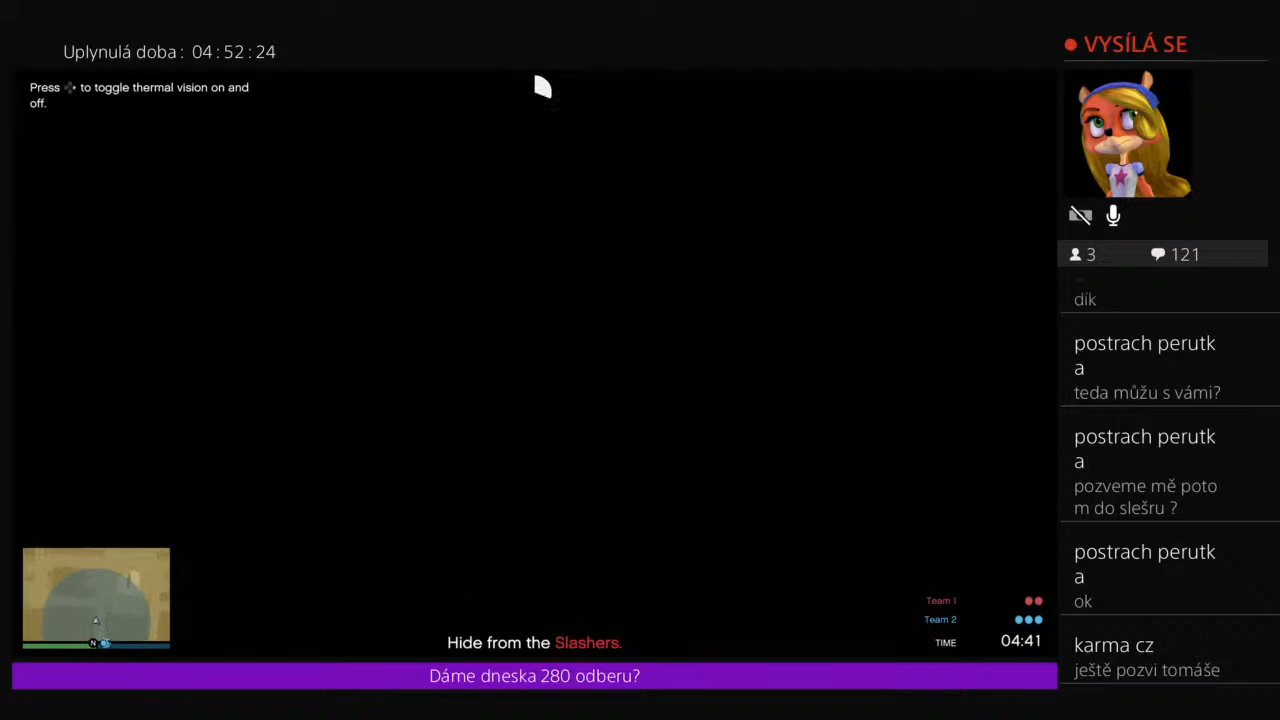 Uplynulá doba: 04:52:24
VYSÍLÁ SE
Press to toggle thermal vision on and
off.
3
121
dík
postrach perutk
a
teda můžu s vámi?
postrach perutk
a
pozveme mě poto
m do slešru ?
postrach perutk
a
ok
karma cz
ještě pozvi tomáše
N
Team 1
Team 2
TIME 04:41
Hide from the Slashers.
Dáme dneska 280 odberu?